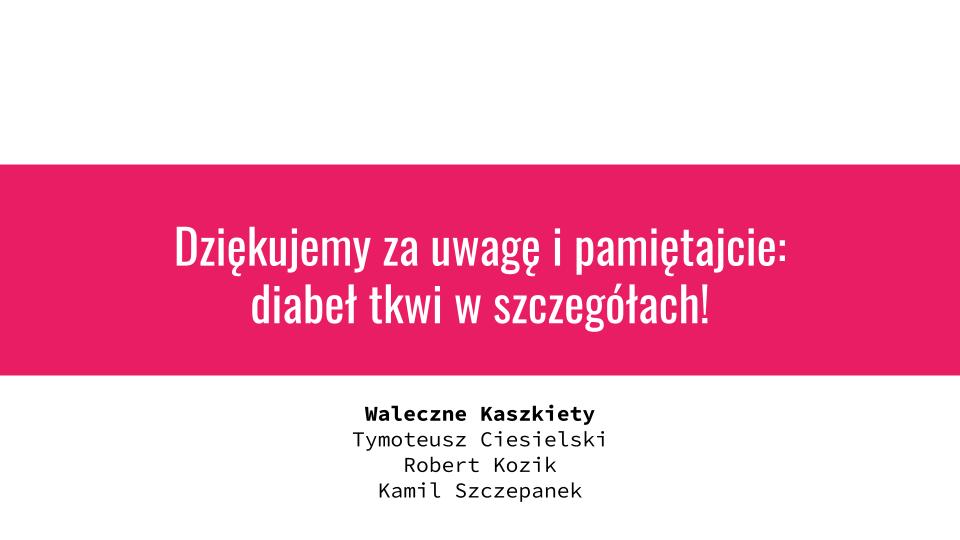 Dziękujemy za uwagę i pamiętajcie:
diabeł tkwi w szczegółach!
Waleczne Kaszkiety
Tymoteusz Ciesielski
Robert Kozik
Kamil Szczepanek